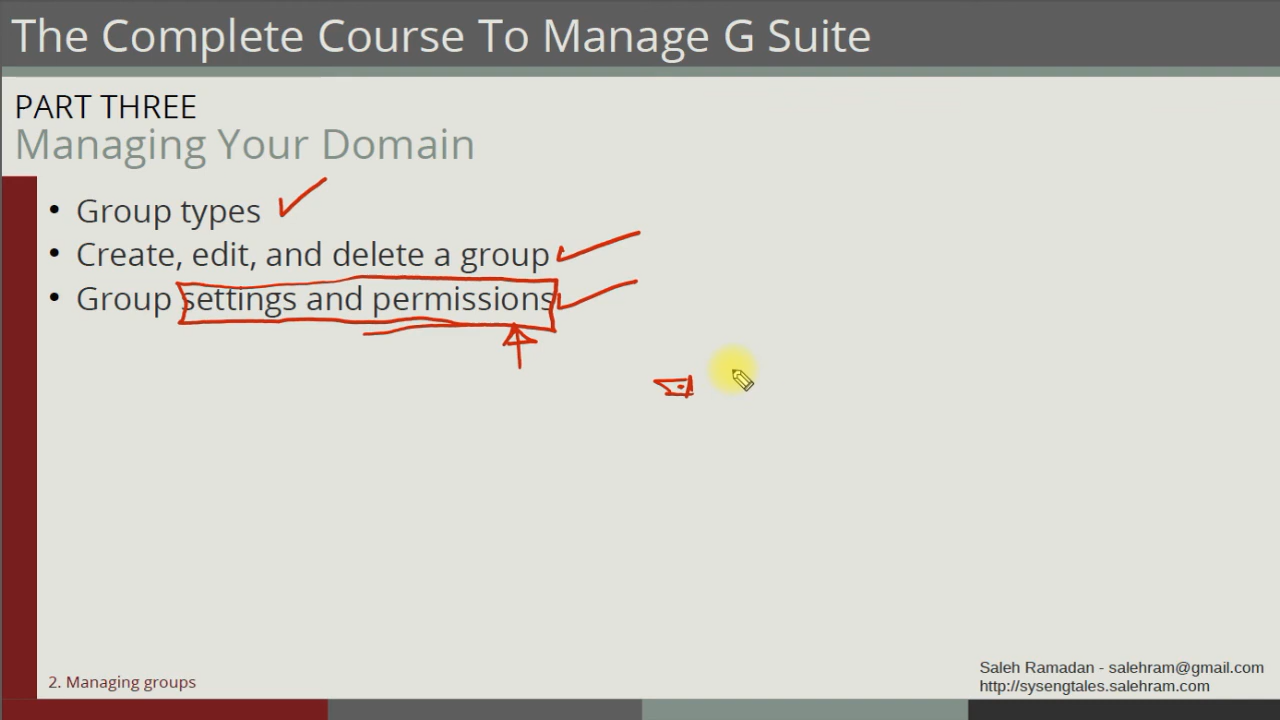 The Complete Course To Manage G Suite
PART THREE
Managing Your Domain
• Group types
• Create, edit, and delete a group
• Group settings and permissions
2. Managing groups
Saleh Ramadan - salehram@gmail.com
http://sysengtales.salehram.com